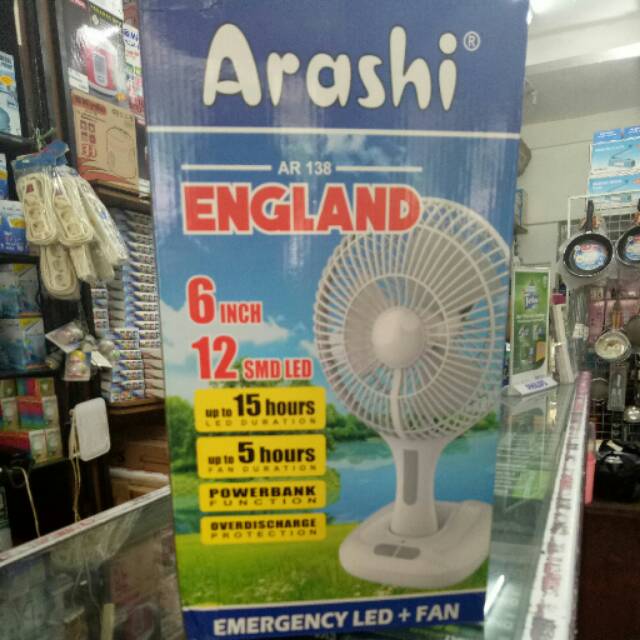 Arashi®
AR 138
ENGLAND
6 INCH
12 SMD LED
up to 15 hours
LED DURATION
up to 5 hours
FAN DURATION
POWERBANK
FUNCTION
OVERDISCHARGE
PROTECTION
EMERGENCY LED + FAN